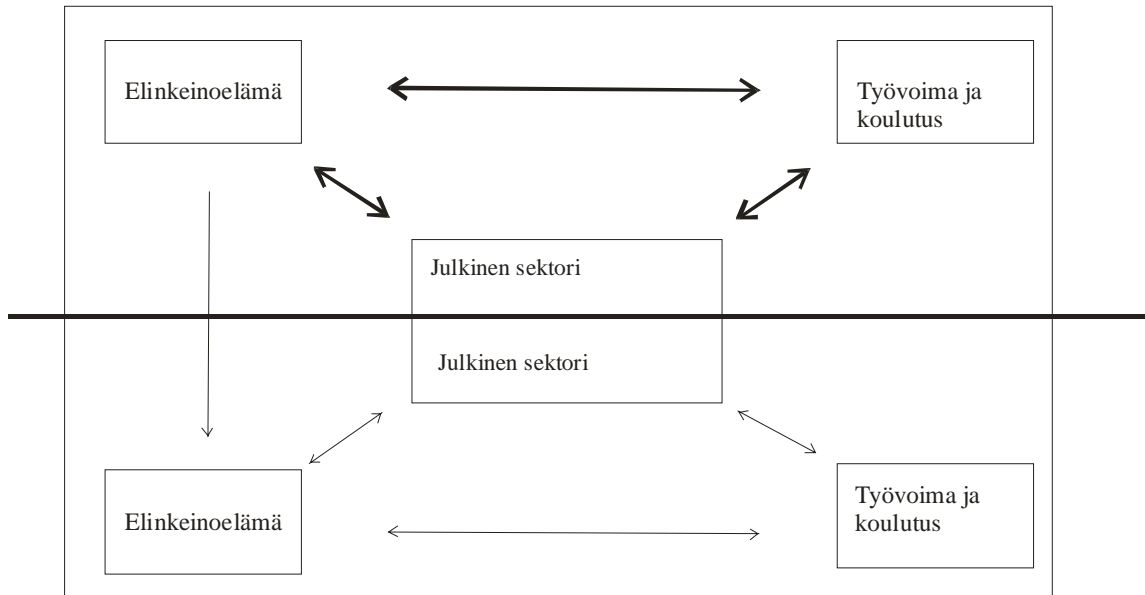 Elinkeinoelämä
Työvoima ja
koulutus
Julkinen sektori
Julkinen sektori
Elinkeinoelämä
Työvoima ja
koulutus